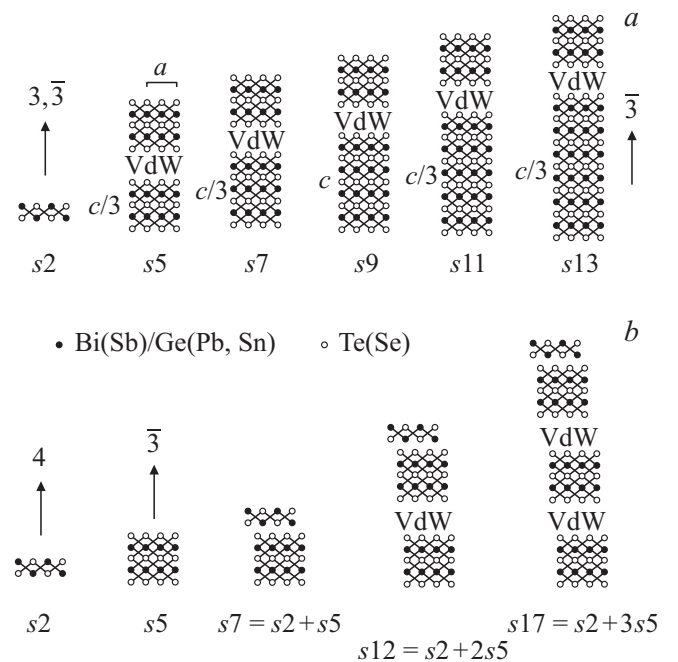 a
3, 3̅
a
3̅
VdW
VdW
VdW
VdW
VdW
c/3
c/3
c
c/3
c/3
s2
s5
s7
s9
s11
s13
Bi(Sb)/Ge(Pb, Sn)
Te(Se)
b
4
3̅
VdW
VdW
VdW
s2
s5
s7 = s2 + s5
s12 = s2 + 2s5
s17 = s2 + 3s5